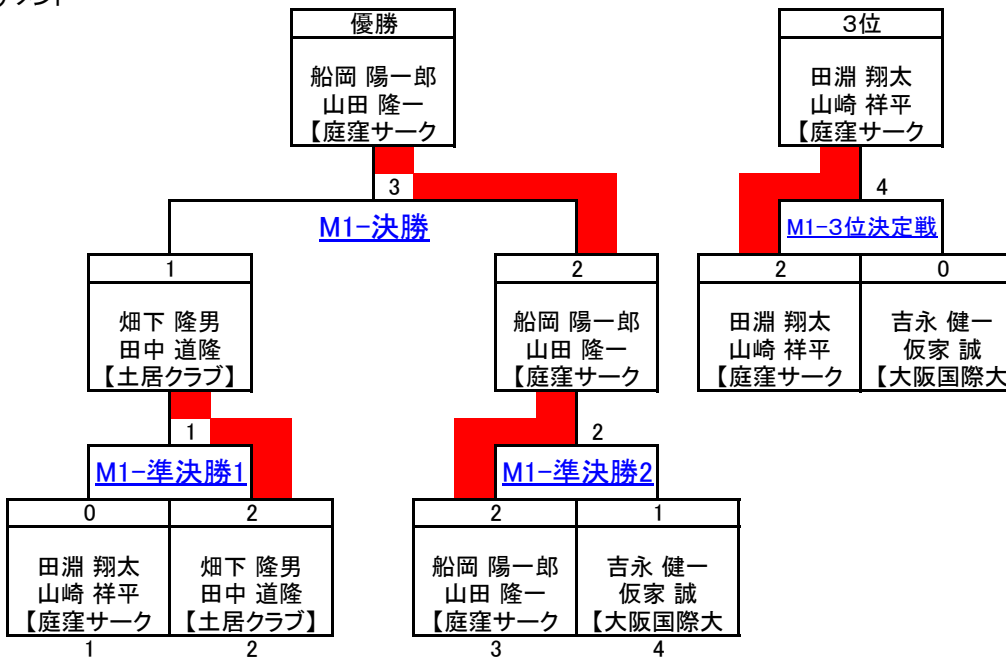 優勝
船岡 陽一郎
山田 隆一
【庭窪サーク
3位
田淵 翔太
山崎 祥平
【庭窪サーク
3
M1-決勝
4
M1-3位決定戦
1
畑下 隆男
田中 道隆
【土居クラブ】
2
船岡 陽一郎
山田 隆一
【庭窪サーク
2
田淵 翔太
山崎 祥平
【庭窪サーク
0
吉永 健一
仮家 誠
【大阪国際大
1
M1-準決勝1
2
M1-準決勝2
0
田淵 翔太
山崎 祥平
【庭窪サーク
1
2
畑下 隆男
田中 道隆
【土居クラブ】
2
2
船岡 陽一郎
山田 隆一
【庭窪サーク
3
1
吉永 健一
仮家 誠
【大阪国際大
4